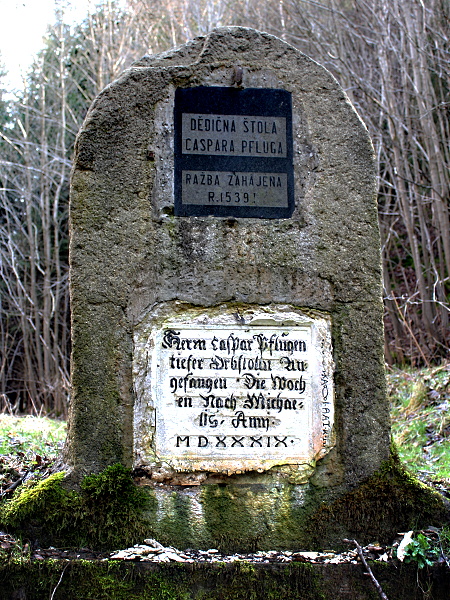 DĚDIČNÁ ŠTOLA
CASPARA PFLUGA
RAŽBA ZAHÁJENA
R.1539!
Herrn Caspar Pflugen
tiefer Erbstolln An
gefangen Die Woch
en Nach Michae
lis Anni
MDXXXIX